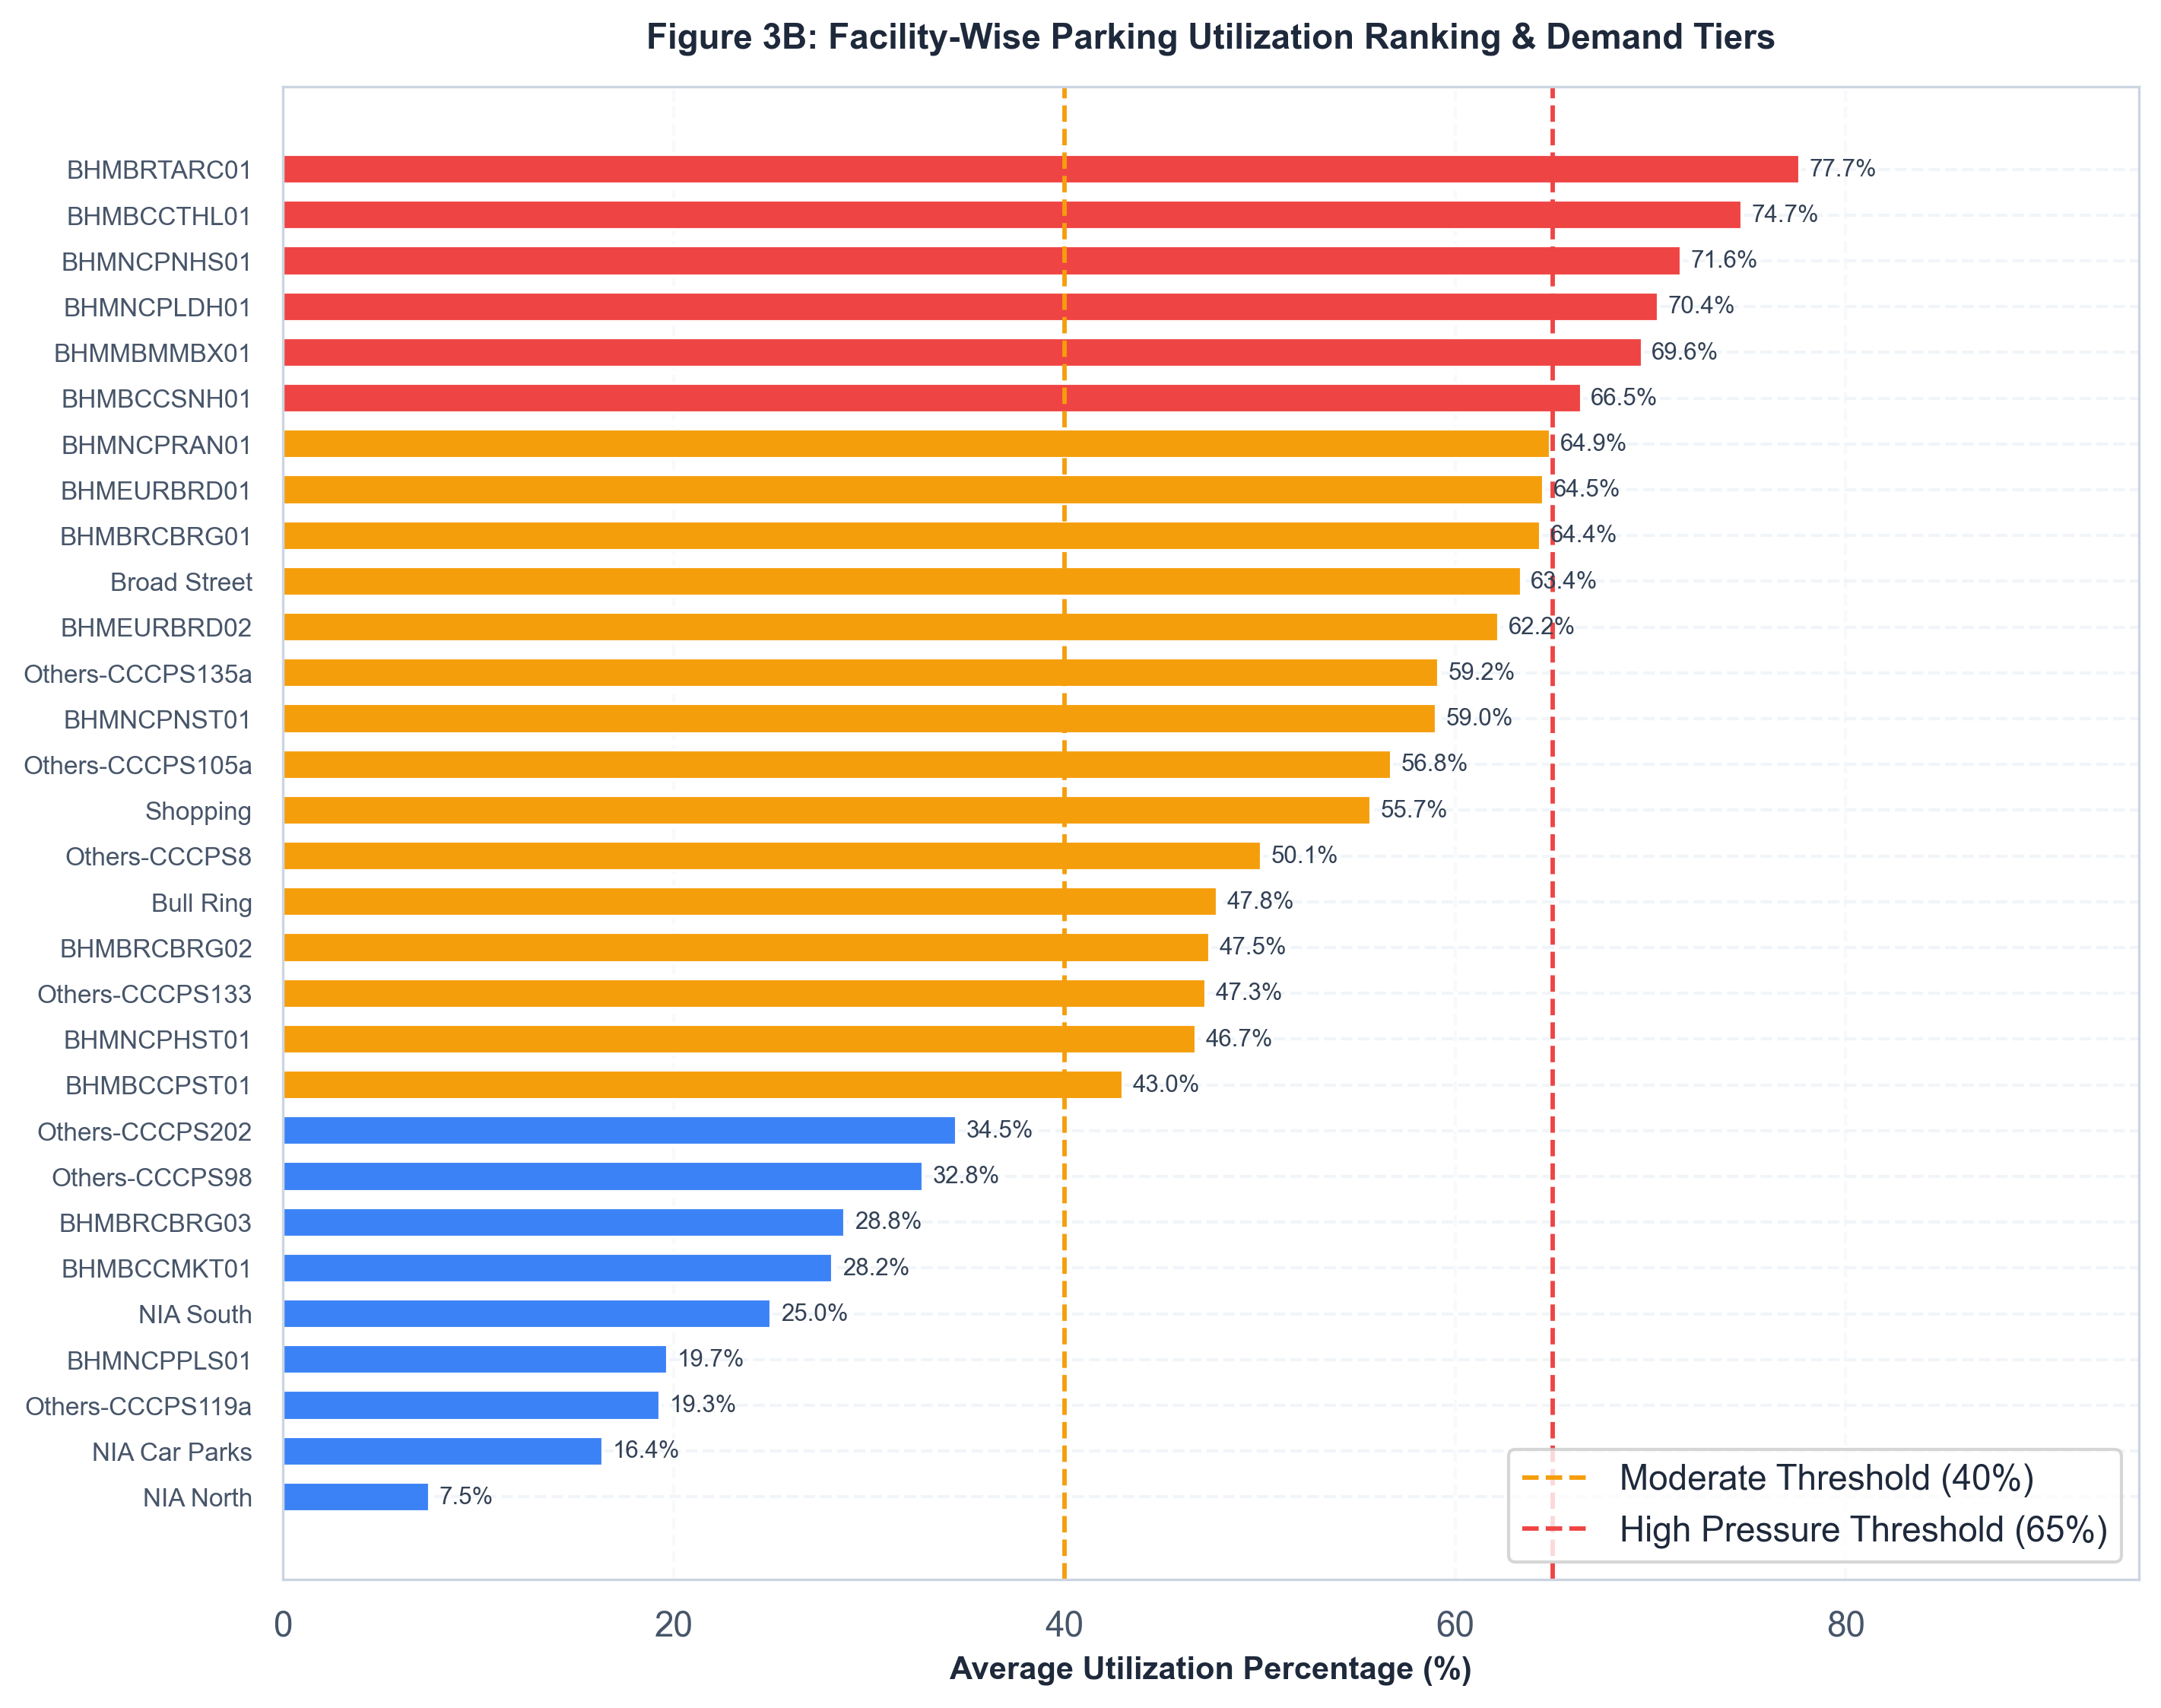 Figure 3B: Facility-Wise Parking Utilization Ranking & Demand Tiers
BHMBRTARC01 77.7%
BHMBCCTHL01 74.7%
BHMNCPNHS01 71.6%
BHMNCPLDH01 70.4%
BHMMBMMBX01 69.6%
BHMBCCSNH01 66.5%
BHMNCPRAN01 64.9%
BHMEURBRD01 64.5%
BHMBRCBRG01 64.4%
Broad Street 63.4%
BHMEURBRD02 62.2%
Others-CCCPS135a 59.2%
BHMNCPNST01 59.0%
Others-CCCPS105a 56.8%
Shopping 55.7%
Others-CCCPS8 50.1%
Bull Ring 47.8%
BHMBRCBRG02 47.5%
Others-CCCPS133 47.3%
BHMNCPHST01 46.7%
BHMBCCPST01 43.0%
Others-CCCPS202 34.5%
Others-CCCPS98 32.8%
BHMBRCBRG03 28.8%
BHMBCCMKT01 28.2%
NIA South 25.0%
BHMNCPPLS01 19.7%
Others-CCCPS119a 19.3%
NIA Car Parks 16.4%
NIA North 7.5%
Moderate Threshold (40%)
High Pressure Threshold (65%)
0 20 40 60 80
Average Utilization Percentage (%)